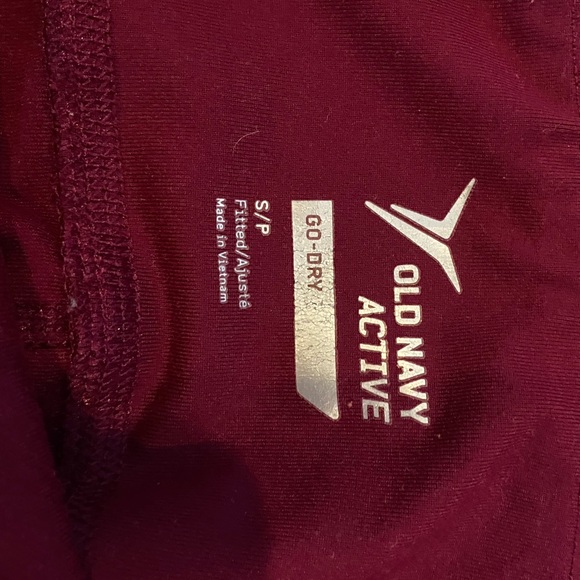 OLD NAVY
ACTIVE
GO-DRY
S/P
Fitted/Ajusté
Made in Vietnam